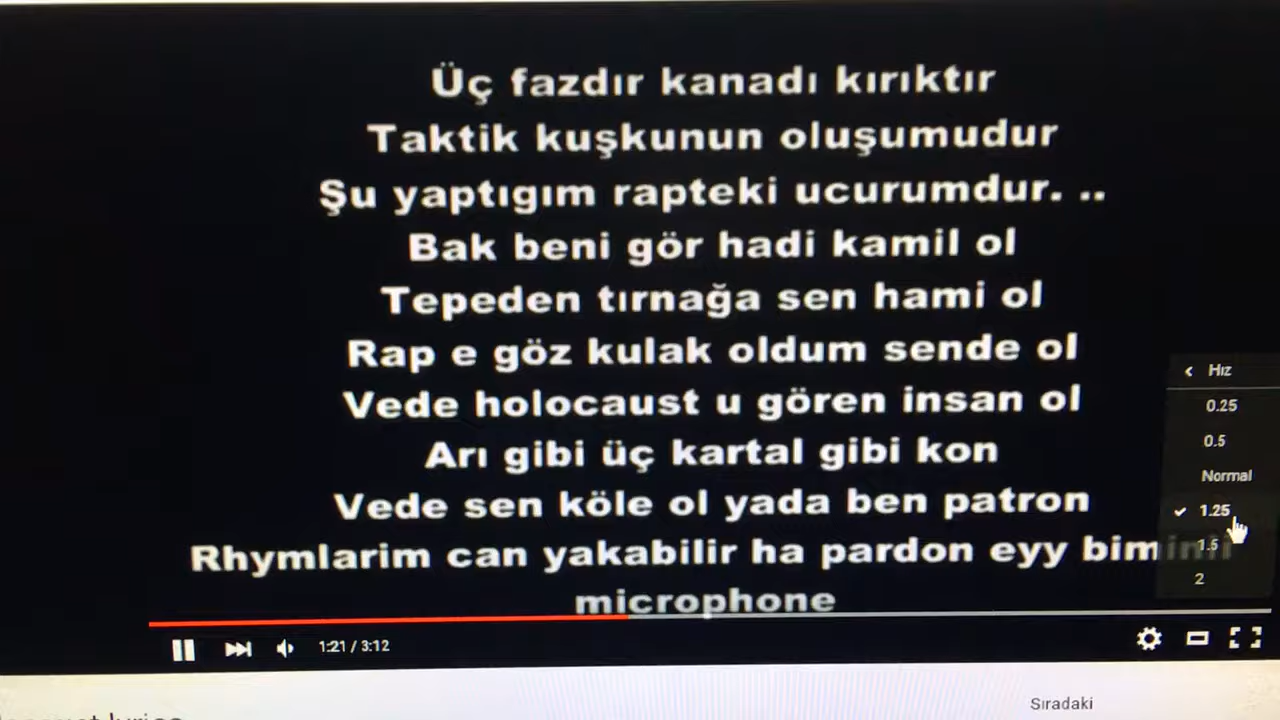 Üç fazdır kanadı kırıktır
Taktik kuşkunun oluşumudur
Şu yaptıgım rapteki ucurumdur. ..
Bak beni gör hadi kamil ol
Tepeden tırnağa sen hami ol
Rap e göz kulak oldum sende ol
Vede holocaust u gören insan ol
Arı gibi üç kartal gibi kon
Vede sen köle ol yada ben patron
Rhymlarim can yakabilir ha pardon eyy
microphone
Hız
0.25
0.5
Normal
1.25
1.5
2
1:21 / 3:12
Sıradaki